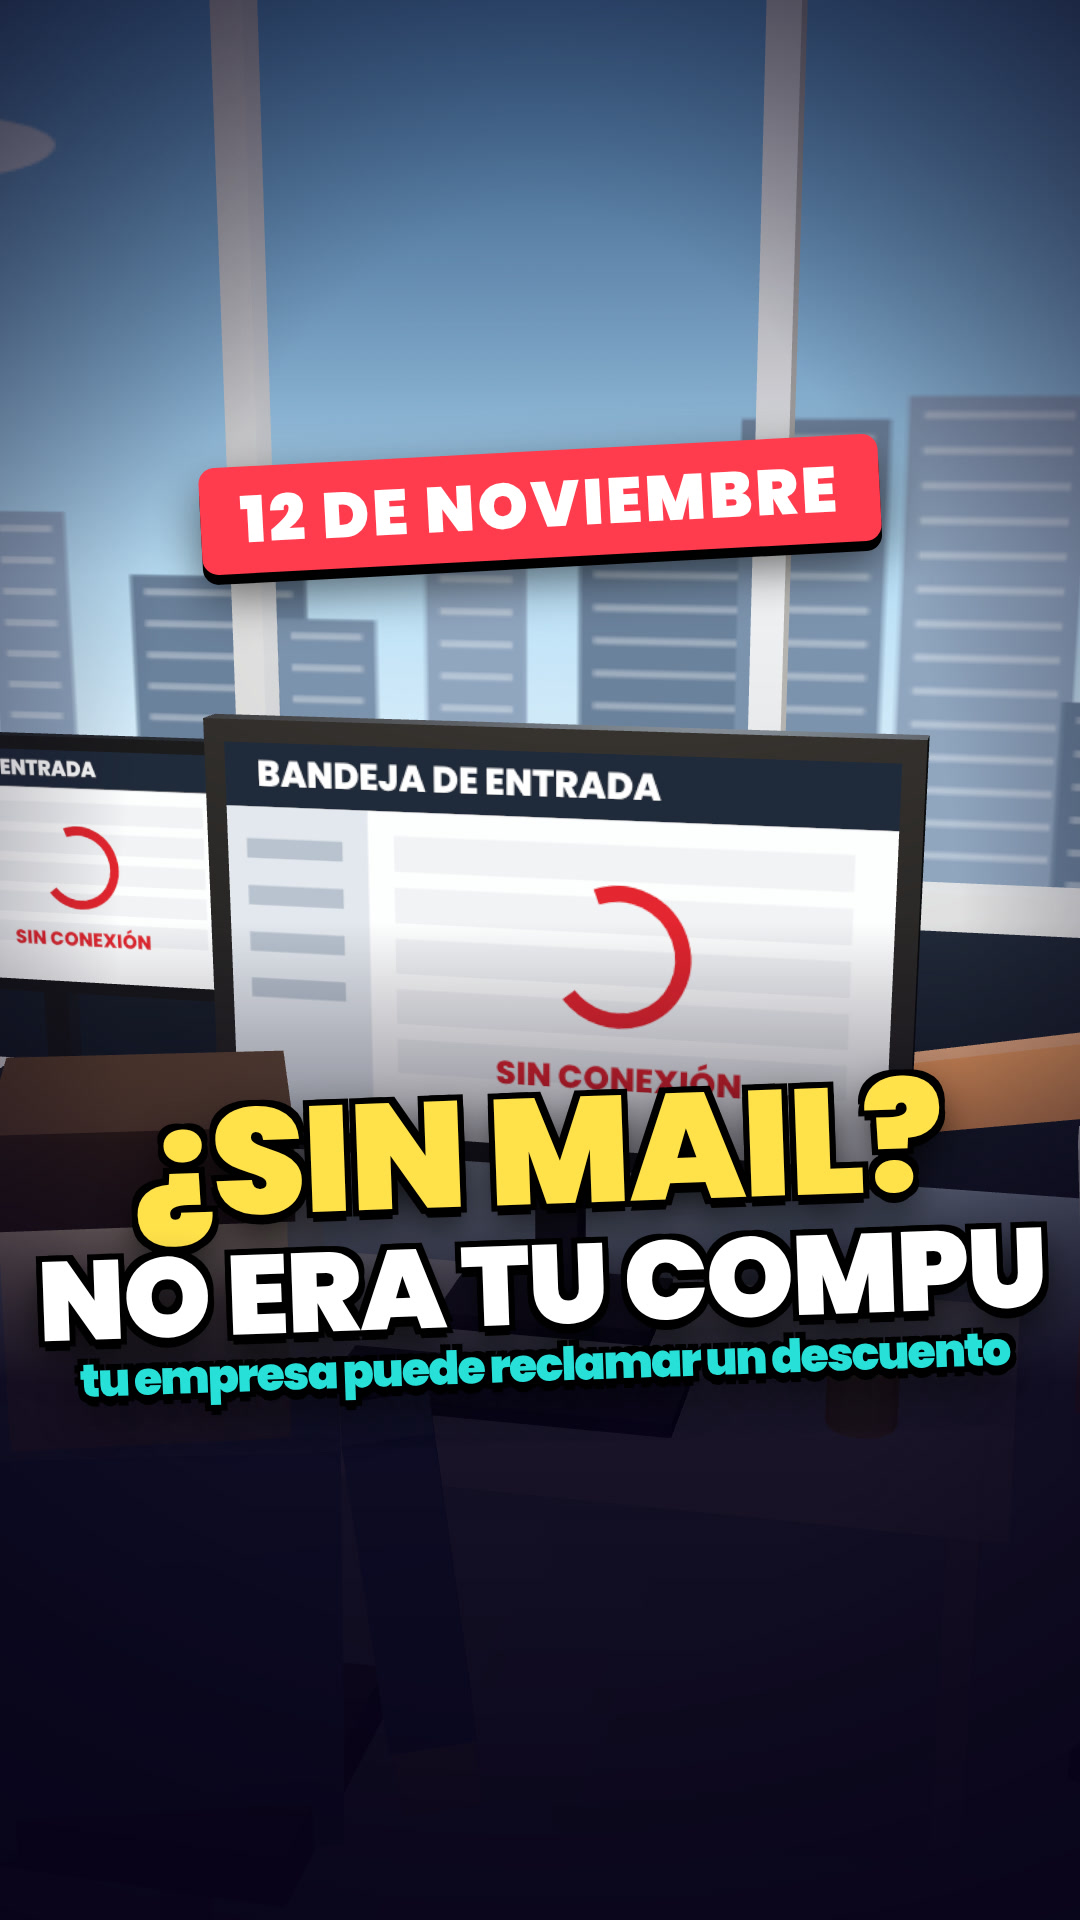 12 DE NOVIEMBRE
ENTRADA
BANDEJA DE ENTRADA
SIN CONEXIÓN
SIN CONEXIÓN
¿SIN MAIL?
NO ERA TU COMPU
tu empresa puede reclamar un descuento